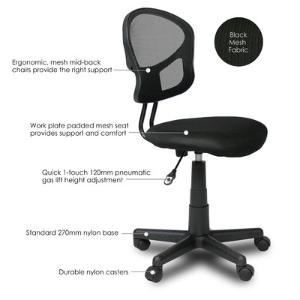 Black
Mesh
Fabric
Ergonomic, mesh mid-back
chairs provide the right support
Work plate padded mesh seat
provides support and comfort
Quick 1-touch 120mm pneumatic
gas lift height adjustment
Standard 270mm nylon base
Durable nylon casters